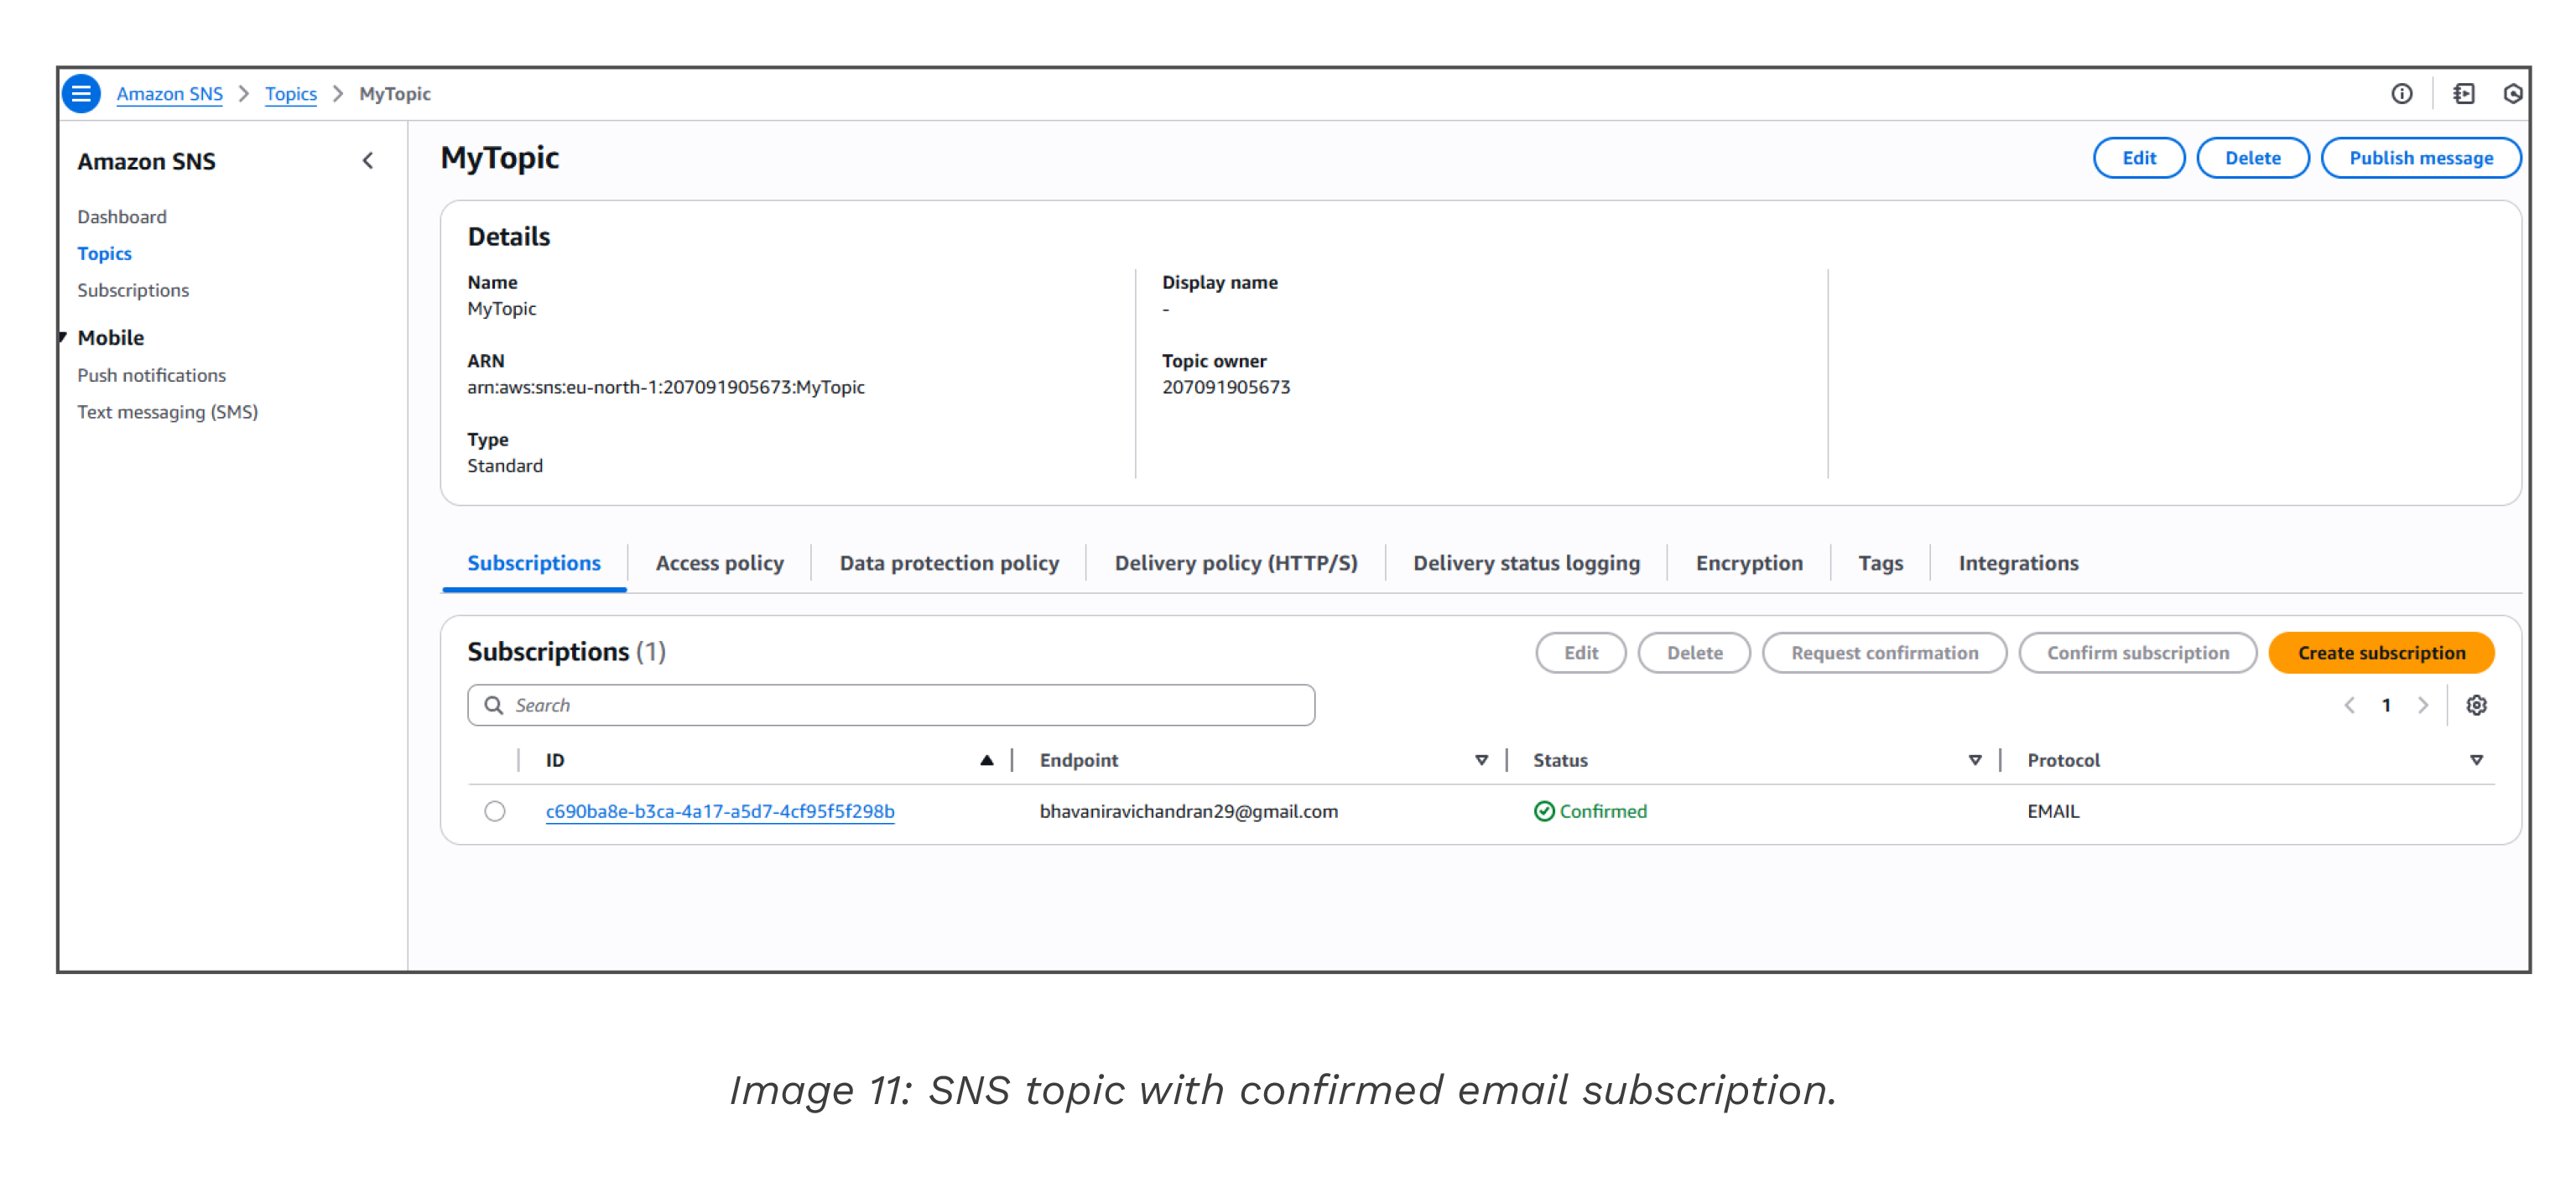 Amazon SNS > Topics > MyTopic
Amazon SNS
Dashboard
Topics
Subscriptions
Mobile
Push notifications
Text messaging (SMS)
MyTopic
Edit Delete Publish message
Details
Name
MyTopic
ARN
arn:aws:sns:eu-north-1:207091905673:MyTopic
Type
Standard
Display name
-
Topic owner
207091905673
Subscriptions Access policy Data protection policy Delivery policy (HTTP/S) Delivery status logging Encryption Tags Integrations
Subscriptions (1)
Edit Delete Request confirmation Confirm subscription Create subscription
Search
1
ID Endpoint Status Protocol
c690ba8e-b3ca-4a17-a5d7-4cf95f5f298b bhavaniravichandran29@gmail.com Confirmed EMAIL
Image 11: SNS topic with confirmed email subscription.